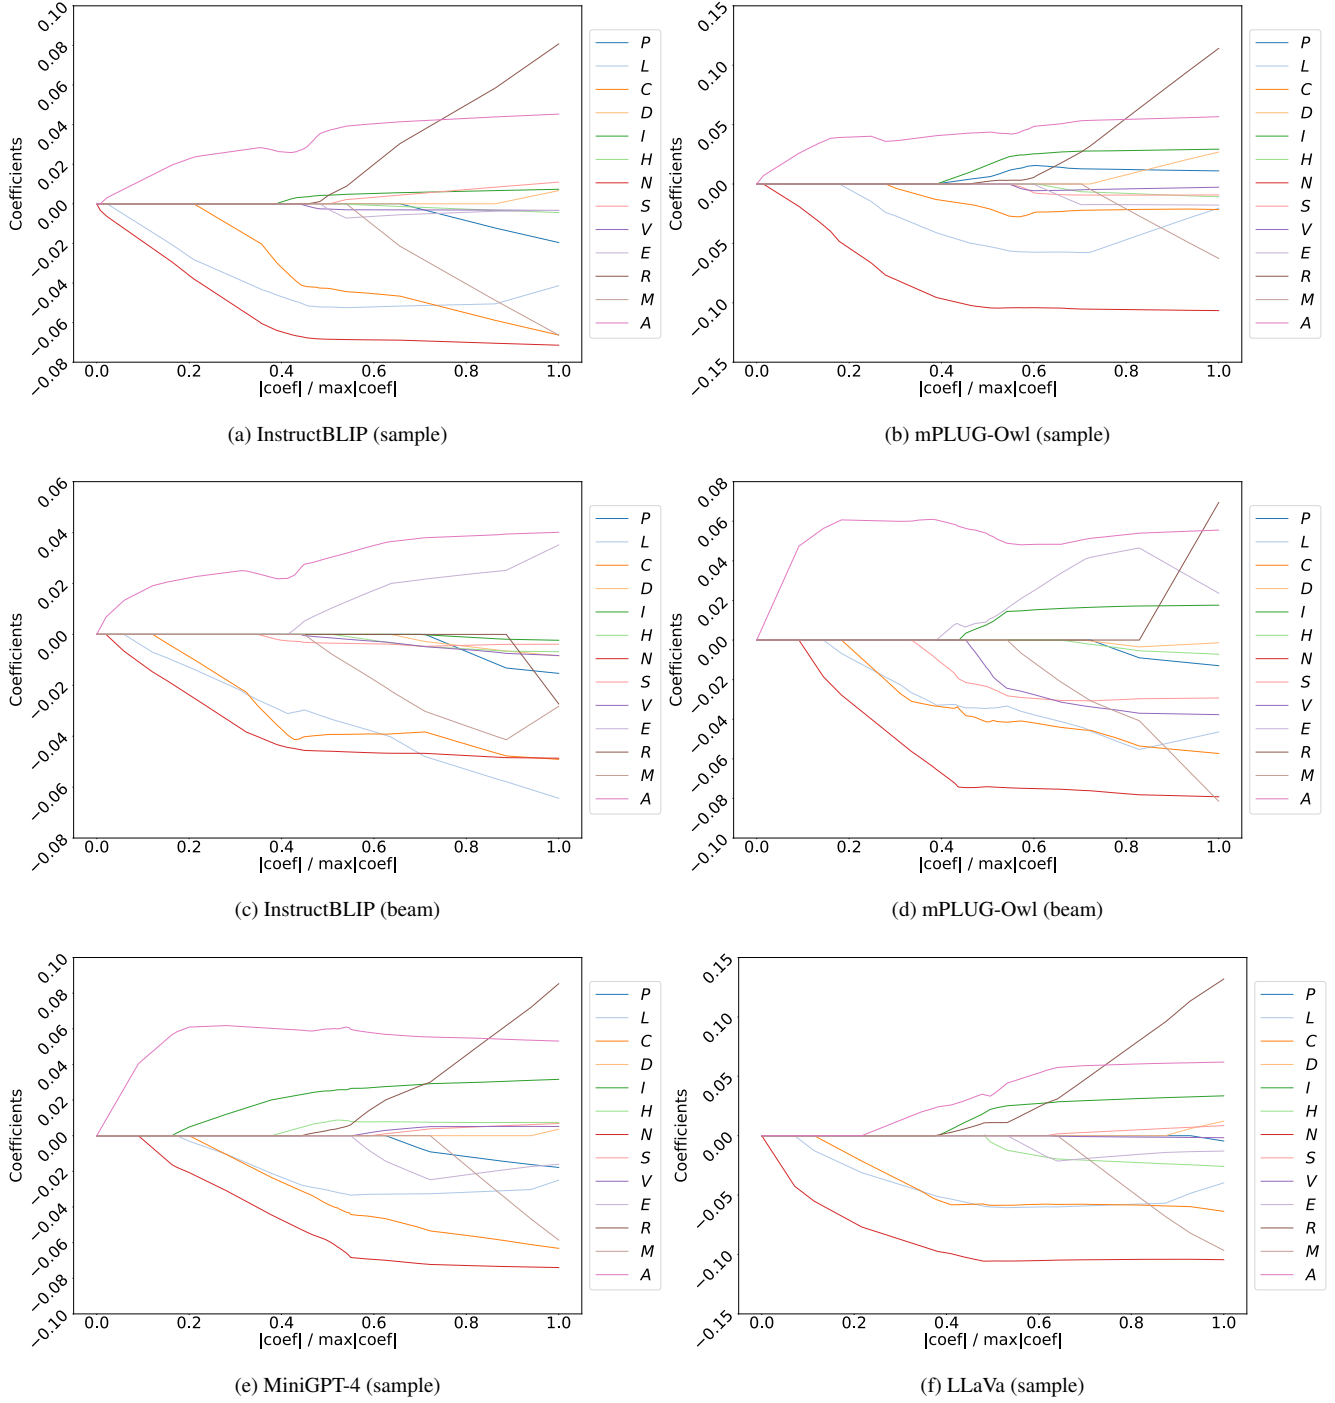 0.10
0.08
0.06
0.04
0.02
0.00
−0.02
−0.04
−0.06
−0.08
Coefficients
0.0 0.2 0.4 0.6 0.8 1.0
|coef| / max|coef|
P
L
C
D
I
H
N
S
V
E
R
M
A
(a) InstructBLIP (sample)
0.15
0.10
0.05
0.00
−0.05
−0.10
−0.15
Coefficients
0.0 0.2 0.4 0.6 0.8 1.0
|coef| / max|coef|
P
L
C
D
I
H
N
S
V
E
R
M
A
(b) mPLUG-Owl (sample)
0.06
0.04
0.02
0.00
−0.02
−0.04
−0.06
−0.08
Coefficients
0.0 0.2 0.4 0.6 0.8 1.0
|coef| / max|coef|
P
L
C
D
I
H
N
S
V
E
R
M
A
(c) InstructBLIP (beam)
0.08
0.06
0.04
0.02
0.00
−0.02
−0.04
−0.06
−0.08
−0.10
Coefficients
0.0 0.2 0.4 0.6 0.8 1.0
|coef| / max|coef|
P
L
C
D
I
H
N
S
V
E
R
M
A
(d) mPLUG-Owl (beam)
0.10
0.08
0.06
0.04
0.02
0.00
−0.02
−0.04
−0.06
−0.08
−0.10
Coefficients
0.0 0.2 0.4 0.6 0.8 1.0
|coef| / max|coef|
P
L
C
D
I
H
N
S
V
E
R
M
A
(e) MiniGPT-4 (sample)
0.15
0.10
0.05
0.00
−0.05
−0.10
−0.15
Coefficients
0.0 0.2 0.4 0.6 0.8 1.0
|coef| / max|coef|
P
L
C
D
I
H
N
S
V
E
R
M
A
(f) LLaVa (sample)